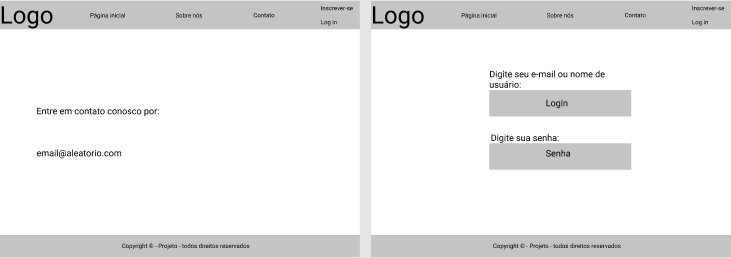 Logo
Página inicial
Sobre nós
Contato
Inscrever-se
Log in
Entre em contato conosco por:
email@aleatorio.com
Copyright © - Projeto - todos direitos reservados
Logo
Página inicial
Sobre nós
Contato
Inscrever-se
Log in
Digite seu e-mail ou nome de
usuário:
Login
Digite sua senha:
Senha
Copyright © - Projeto - todos direitos reservados